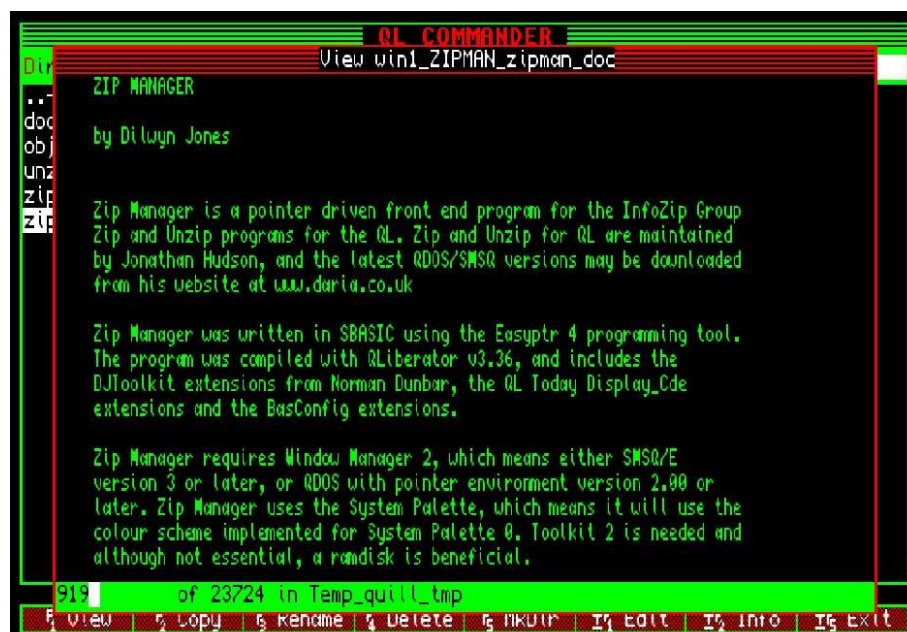 QL COMMANDER
View win1_ZIPMAN_zipman_doc
Dir
..
doc
obj
unz
zip
zip
ZIP MANAGER
by Dilwyn Jones
Zip Manager is a pointer driven front end program for the InfoZip Group
Zip and Unzip programs for the QL. Zip and Unzip for QL are maintained
by Jonathan Hudson, and the latest QDOS/SMSQ versions may be downloaded
from his website at www.daria.co.uk
Zip Manager was written in SBASIC using the Easyptr 4 programming tool.
The program was compiled with QLiberator v3.36, and includes the
DJToolkit extensions from Norman Dunbar, the QL Today Display_Cde
extensions and the BasConfig extensions.
Zip Manager requires Window Manager 2, which means either SMSQ/E
version 3 or later, or QDOS with pointer environment version 2.00 or
later. Zip Manager uses the System Palette, which means it will use the
colour scheme implemented for System Palette 0. Toolkit 2 is needed and
although not essential, a ramdisk is beneficial.
919 of 23724 in Temp_quill_tmp
View Copy Rename Delete MkDir Edit Info Exit